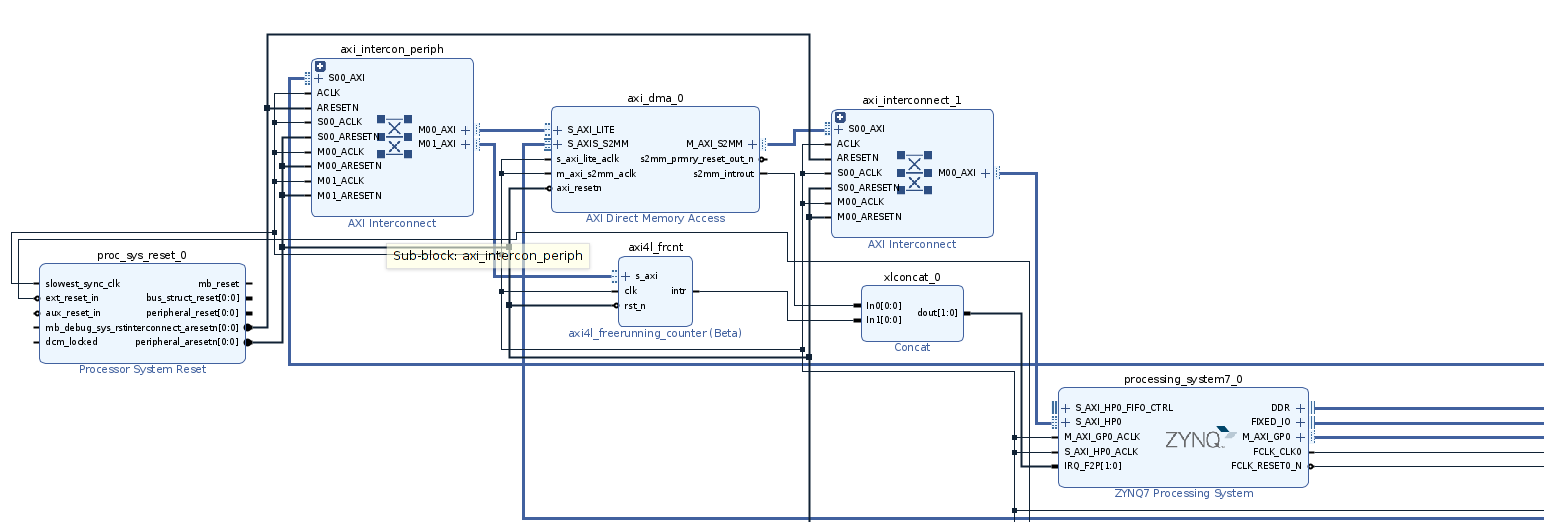 axi_intercon_periph
S00_AXI
ACLK
ARESETN
S00_ACLK
S00_ARESETN
M00_ACLK
M00_ARESETN
M01_ACLK
M01_ARESETN
M00_AXI
M01_AXI
AXI Interconnect
axi_dma_0
S_AXI_LITE
S_AXIS_S2MM
s_axi_lite_aclk
m_axi_s2mm_aclk
axi_resetn
M_AXI_S2MM
s2mm_prmry_reset_out_n
s2mm_introut
AXI Direct Memory Access
axi_interconnect_1
S00_AXI
ACLK
ARESETN
S00_ACLK
S00_ARESETN
M00_ACLK
M00_ARESETN
M00_AXI
AXI Interconnect
Sub-block: axi_intercon_periph
proc_sys_reset_0
slowest_sync_clk
ext_reset_in
aux_reset_in
mb_debug_sys_rst
dcm_locked
mb_reset
bus_struct_reset[0:0]
peripheral_reset[0:0]
interconnect_aresetn[0:0]
peripheral_aresetn[0:0]
Processor System Reset
axi4l_frcnt
s_axi
clk
rst_n
intr
axi4l_freerunning_counter (Beta)
xlconcat_0
In0[0:0]
In1[0:0]
dout[1:0]
Concat
processing_system7_0
S_AXI_HP0_FIFO_CTRL
S_AXI_HP0
M_AXI_GP0_ACLK
S_AXI_HP0_ACLK
IRQ_F2P[1:0]
ZYNQ
DDR
FIXED_IO
M_AXI_GP0
FCLK_CLK0
FCLK_RESET0_N
ZYNQ7 Processing System